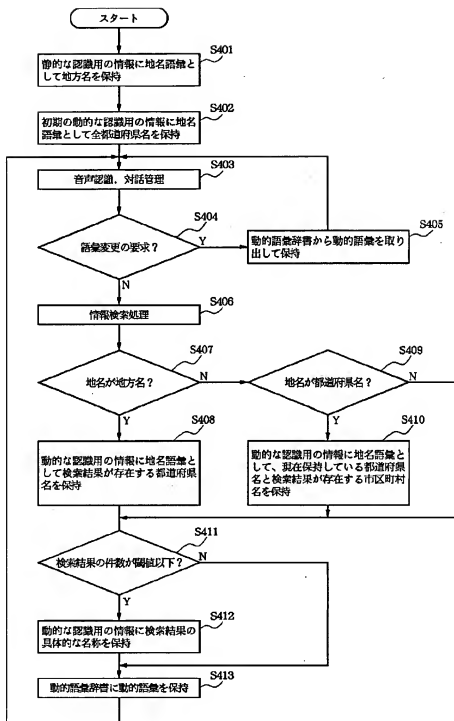 スタート
S401
静的な認識用の情報に地名語彙と
して地方名を保持
S402
初期の動的な認識用の情報に地名
語彙として全都道府県名を保持
S403
音声認識、対話管理
S404
語彙変更の要求?
Y
N
S405
動的語彙辞書から動的語彙を取り
出して保持
S406
情報検索処理
S407
地名が地方名?
N
Y
S409
地名が都道府県名?
N
Y
S408
動的な認識用の情報に地名語彙と
して検索結果が存在する都道府県
名を保持
S410
動的な認識用の情報に地名語彙と
して、現在保持している都道府県
名と検索結果が存在する市区町村
名を保持
S411
検索結果の件数が閾値以下?
N
Y
S412
動的な認識用の情報に検索結果の
具体的な名称を保持
S413
動的語彙辞書に動的語彙を保持